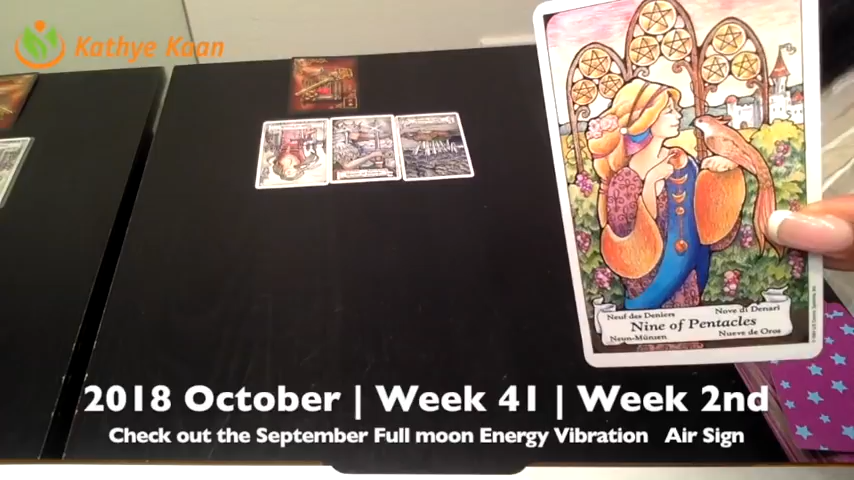 Kathye Kaan
Neuf des Deniers
Nove di Denari
Nine of Pentacles
Neun-Münzen
Nueve de Oros
2018 October | Week 41 | Week 2nd
Check out the September Full moon Energy Vibration Air Sign